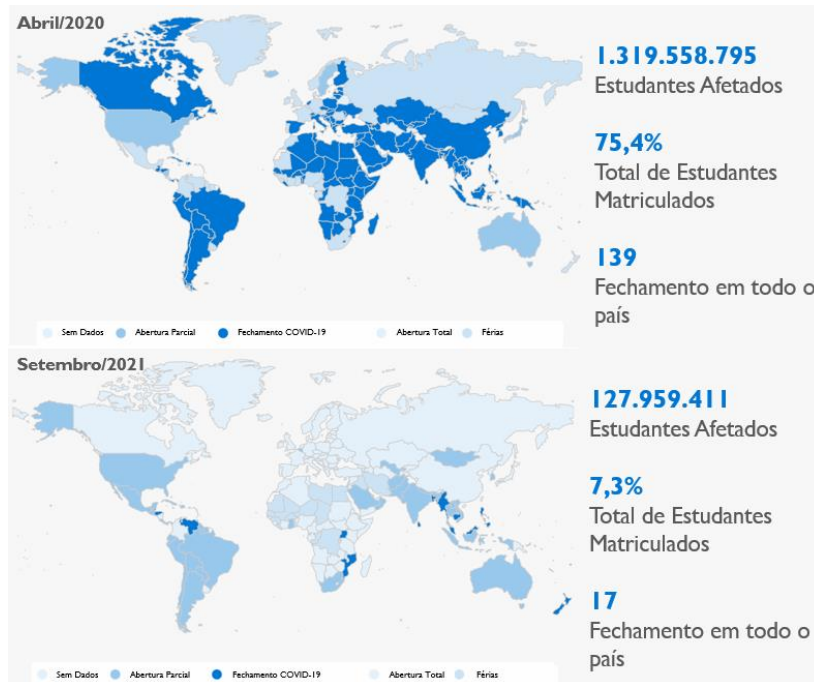 Abril/2020
1.319.558.795
Estudantes Afetados
75,4%
Total de Estudantes
Matriculados
139
Fechamento em todo o
país
Sem Dados Abertura Parcial Fechamento COVID-19 Abertura Total Férias
Setembro/2021
127.959.411
Estudantes Afetados
7,3%
Total de Estudantes
Matriculados
17
Fechamento em todo o
país
Sem Dados Abertura Parcial Fechamento COVID-19 Abertura Total Férias